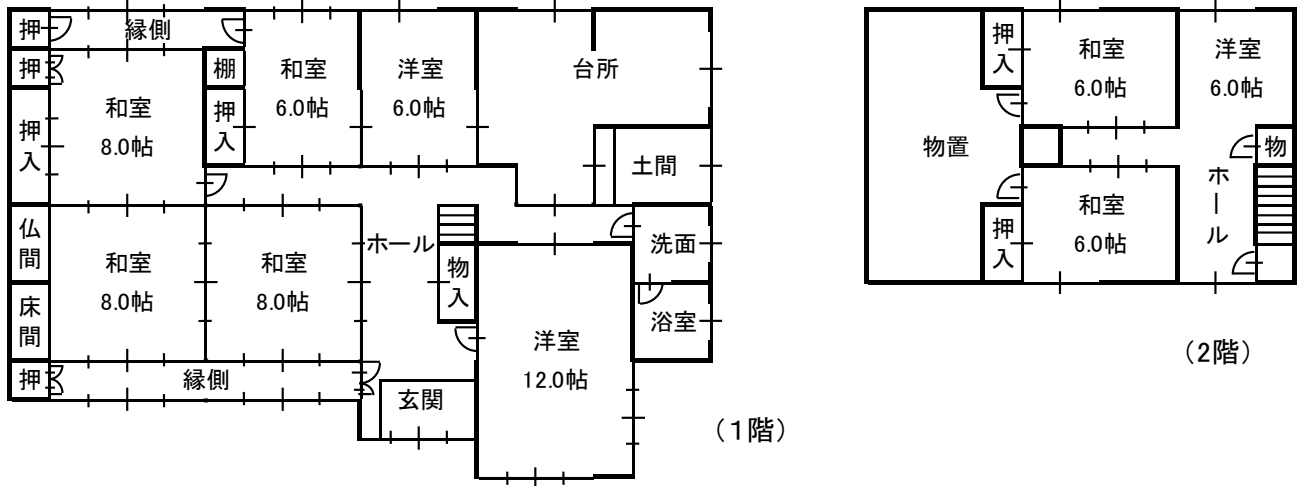 押
縁側
押
棚
和室
6.0帖
洋室
6.0帖
台所
和室
8.0帖
押
入
押
入
土間
仏
間
和室
8.0帖
和室
8.0帖
ホール
物
入
洗面
床
間
浴室
洋室
12.0帖
押
縁側
玄関
（１階）
押
入
和室
6.0帖
洋室
6.0帖
物置
物
ホール
押
入
和室
6.0帖
（２階）